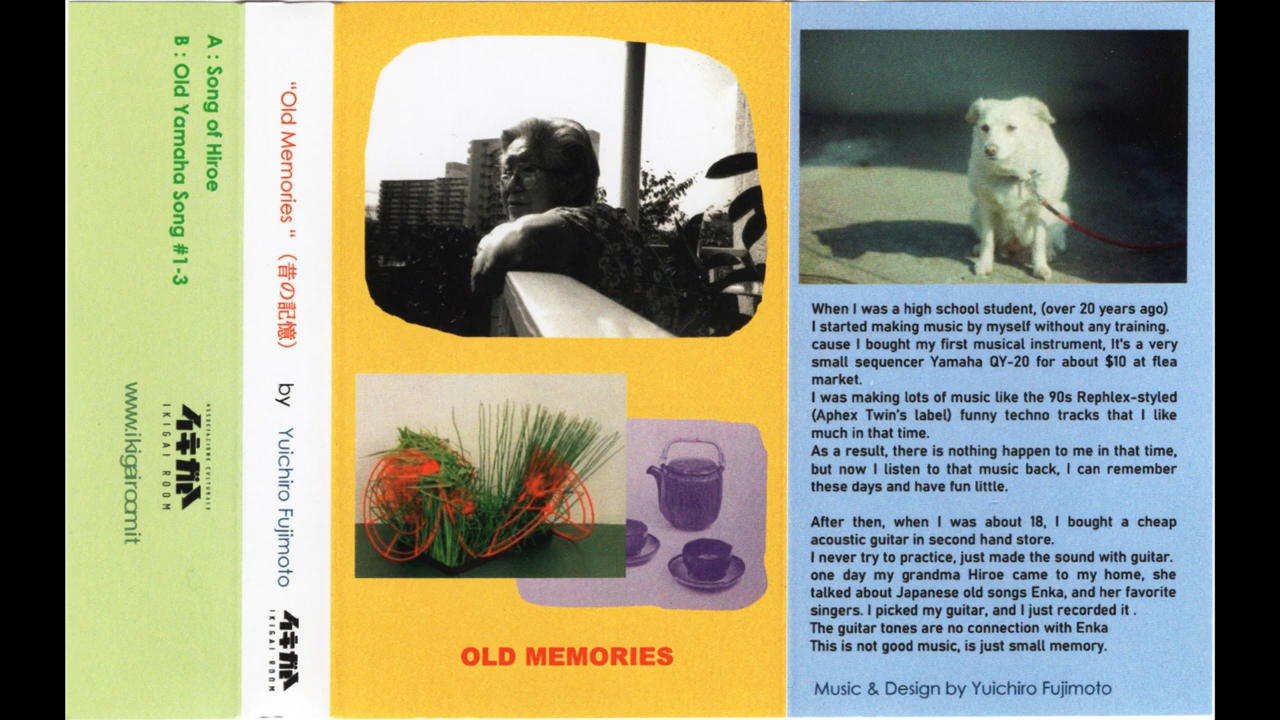 A : Song of Hiroe
B : Old Yamaha Song #1-3
ASSOCIAZIONE CULTURALE
イキガイ
IKIGAI ROOM
www.ikigairoom.it
“Old Memories “ （昔の記憶） by Yuichiro Fujimoto
イキガイ
IKIGAI ROOM
OLD MEMORIES
When I was a high school student, (over 20 years ago)
I started making music by myself without any training.
cause I bought my first musical instrument, It's a very
small sequencer Yamaha QY-20 for about $10 at flea
market.
I was making lots of music like the 90s Rephlex-styled
(Aphex Twin's label) funny techno tracks that I like
much in that time.
As a result, there is nothing happen to me in that time,
but now I listen to that music back, I can remember
these days and have fun little.
After then, when I was about 18, I bought a cheap
acoustic guitar in second hand store.
I never try to practice, just made the sound with guitar.
one day my grandma Hiroe came to my home, she
talked about Japanese old songs Enka, and her favorite
singers. I picked my guitar, and I just recorded it .
The guitar tones are no connection with Enka
This is not good music, is just small memory.
Music & Design by Yuichiro Fujimoto